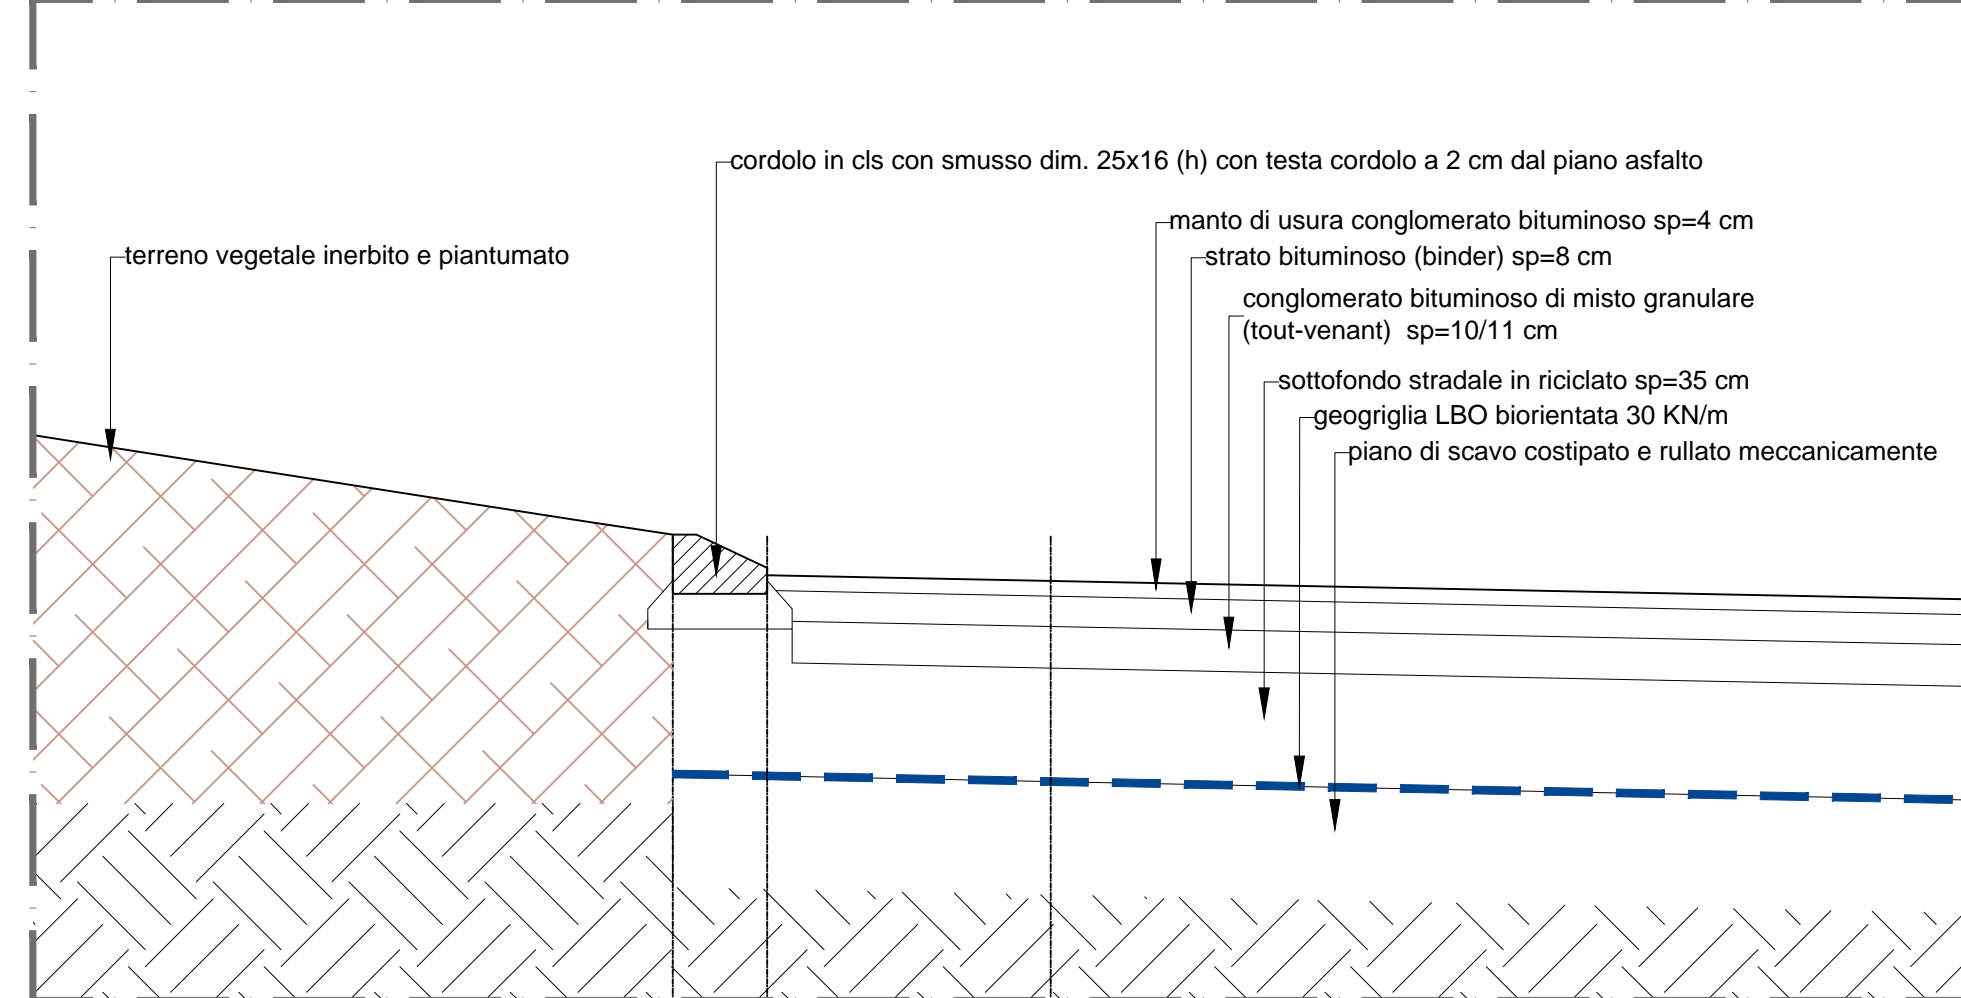 cordolo in cls con smusso dim. 25x16 (h) con testa cordolo a 2 cm dal piano asfalto
manto di usura conglomerato bituminoso sp=4 cm
terreno vegetale inerbito e piantumato
strato bituminoso (binder) sp=8 cm
conglomerato bituminoso di misto granulare
(tout-venant) sp=10/11 cm
sottofondo stradale in riciclato sp=35 cm
geogriglia LBO biorientata 30 KN/m
piano di scavo costipato e rullato meccanicamente